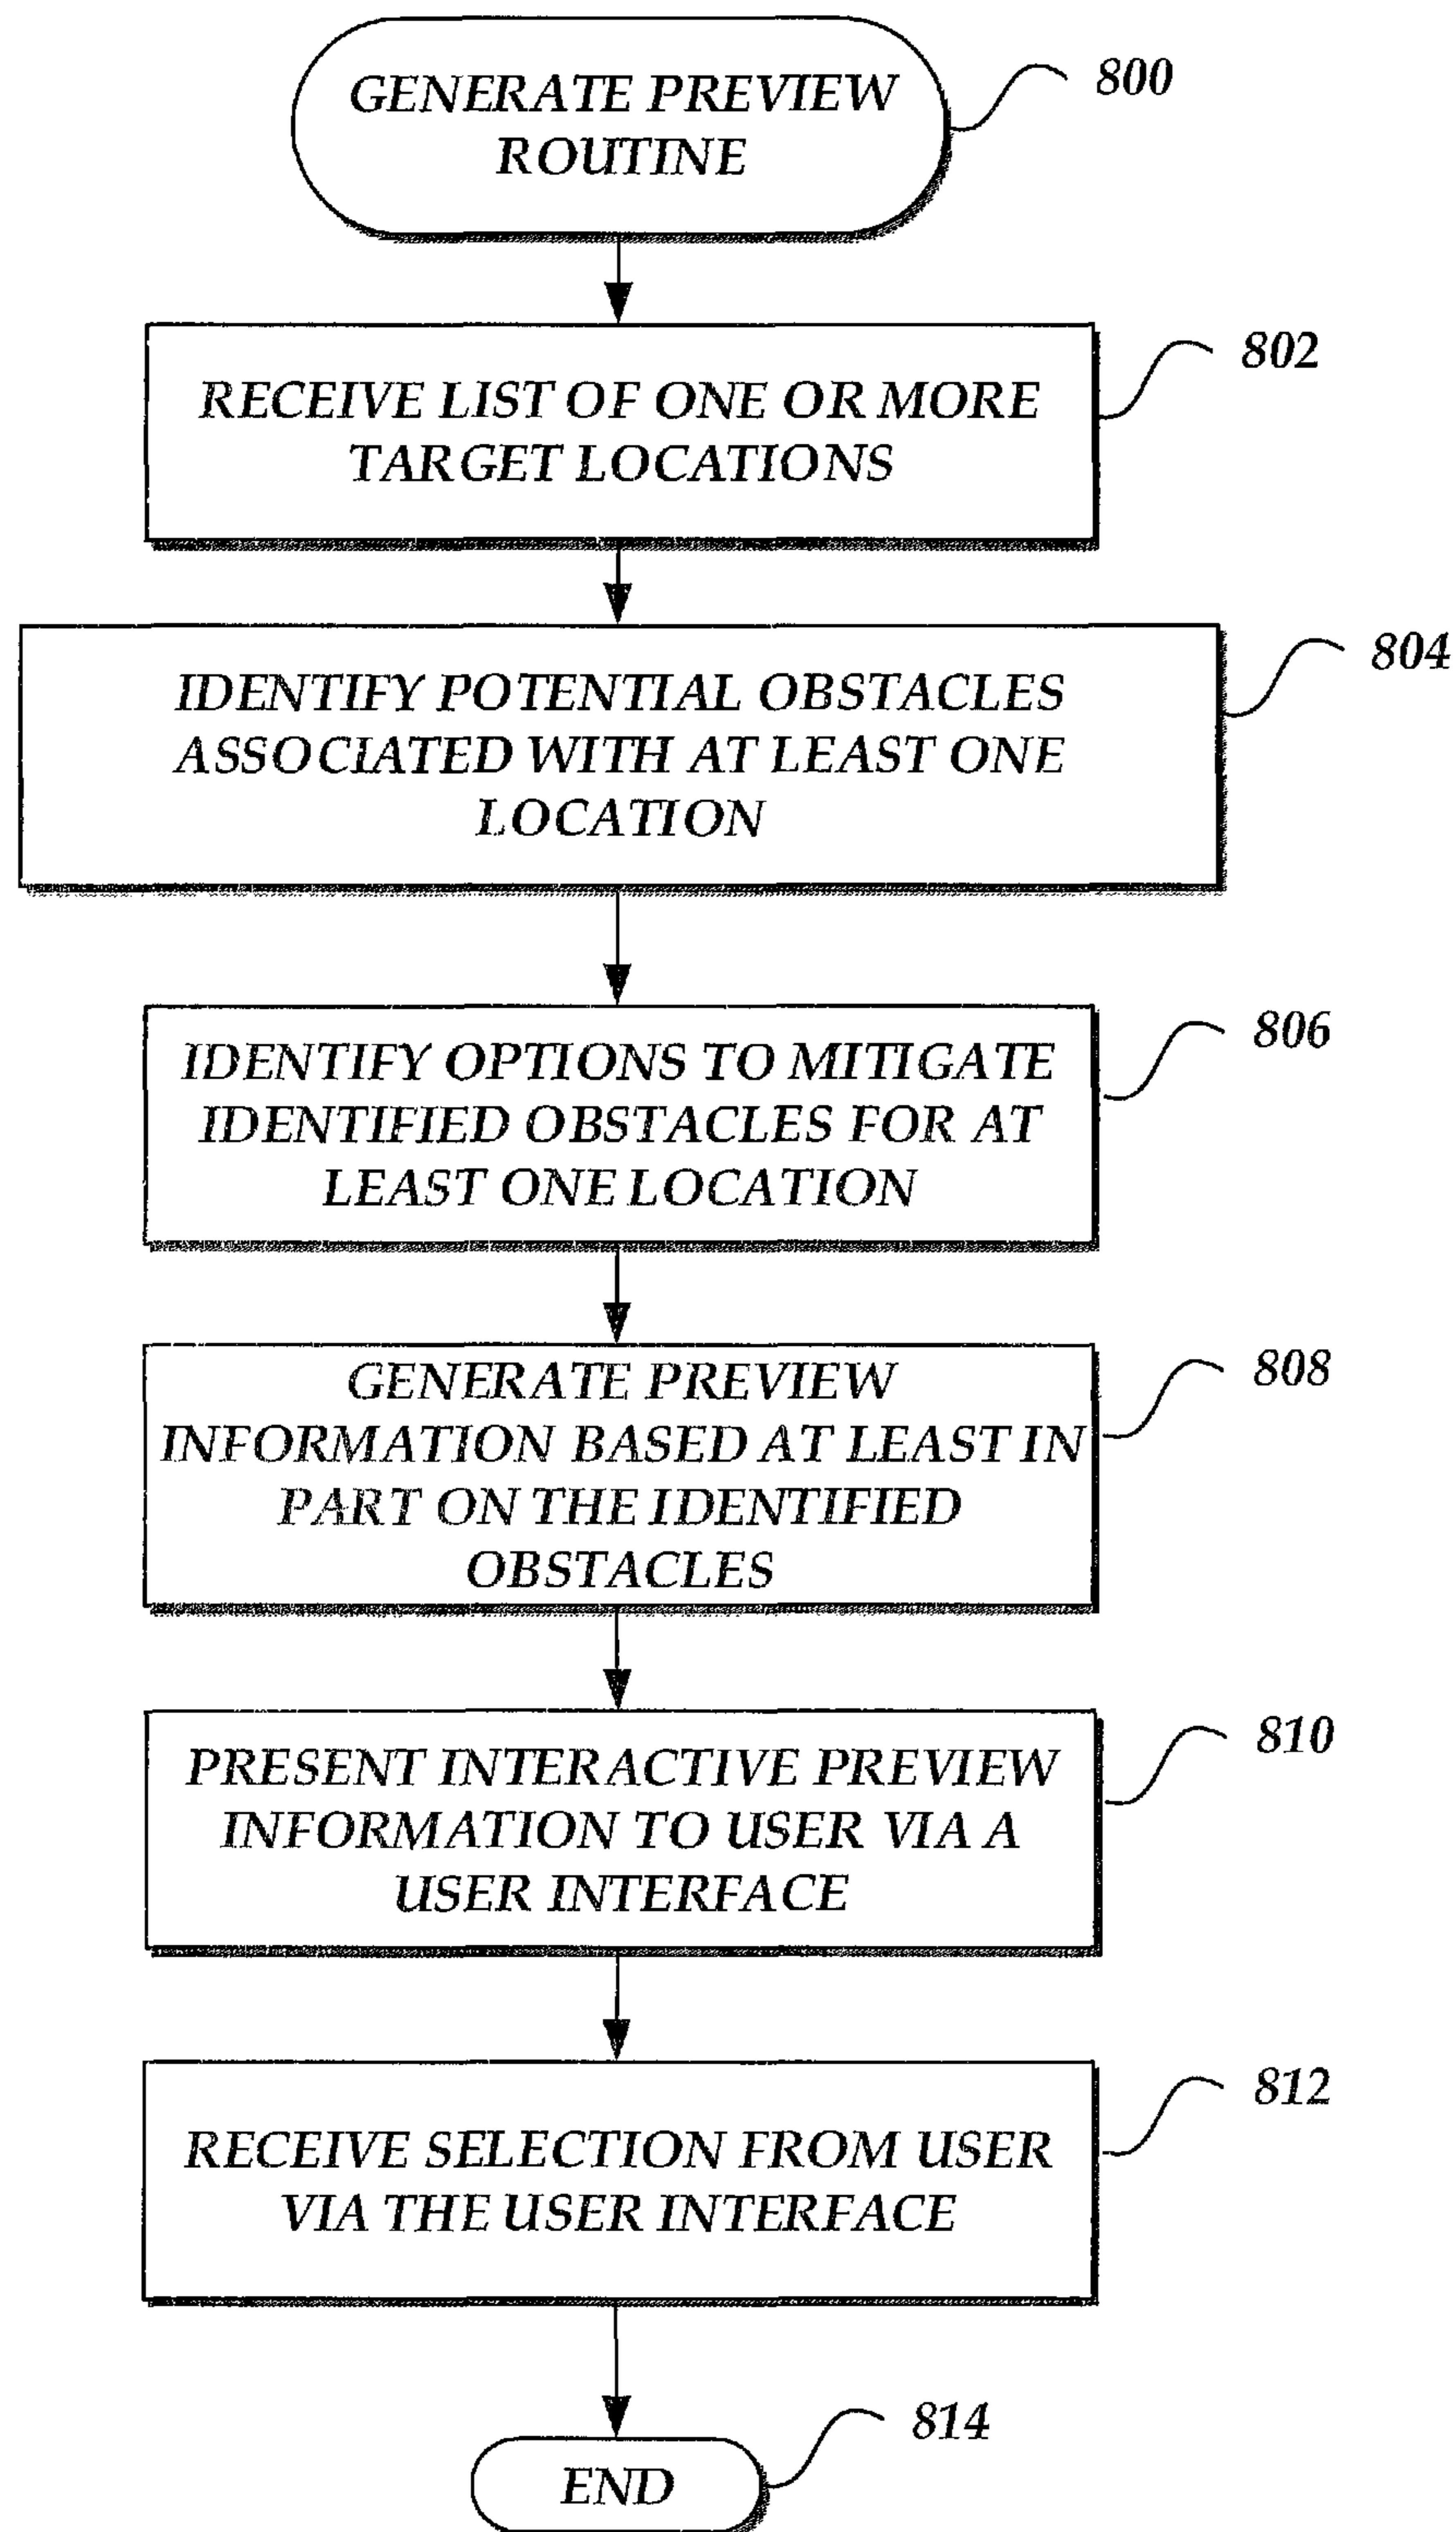 GENERATE PREVIEW
ROUTINE
800
RECEIVE LIST OF ONE OR MORE
TARGET LOCATIONS
802
IDENTIFY POTENTIAL OBSTACLES
ASSOCIATED WITH AT LEAST ONE
LOCATION
804
IDENTIFY OPTIONS TO MITIGATE
IDENTIFIED OBSTACLES FOR AT
LEAST ONE LOCATION
806
GENERATE PREVIEW
INFORMATION BASED AT LEAST IN
PART ON THE IDENTIFIED
OBSTACLES
808
PRESENT INTERACTIVE PREVIEW
INFORMATION TO USER VIA A
USER INTERFACE
810
RECEIVE SELECTION FROM USER
VIA THE USER INTERFACE
812
END
814